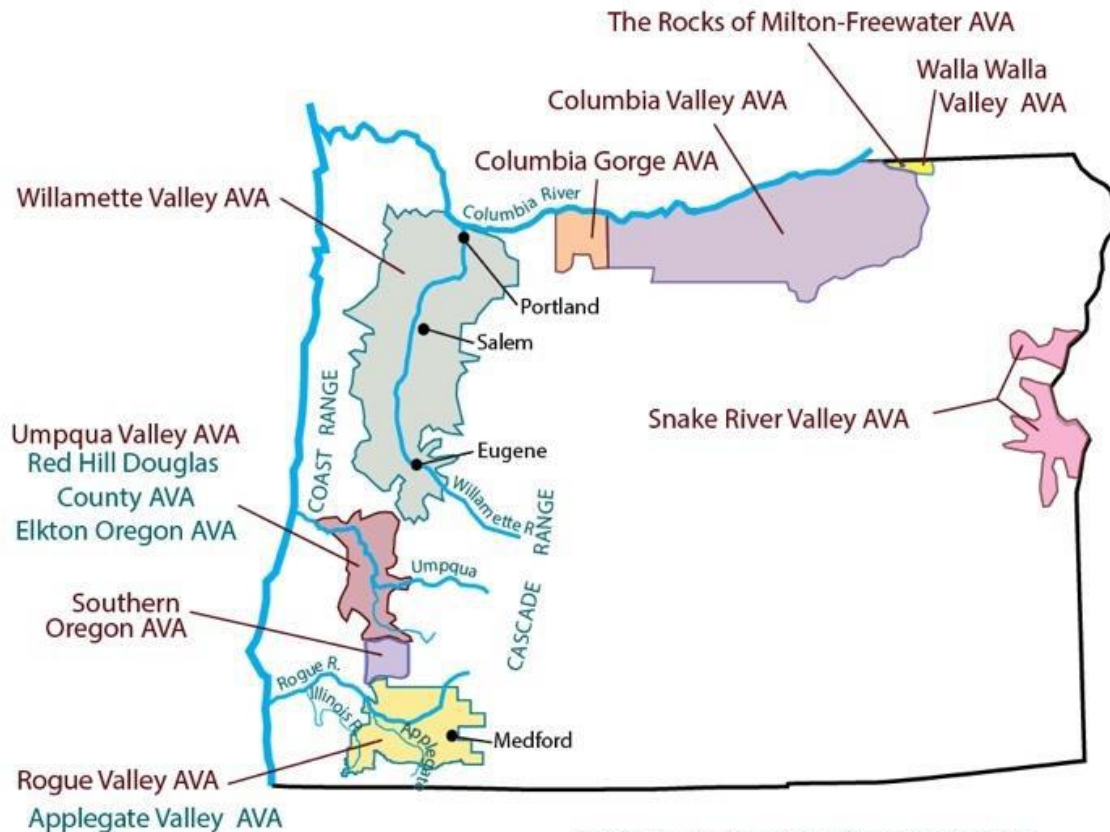 The Rocks of Milton-Freewater AVA
Walla Walla
Valley AVA
Columbia Valley AVA
Columbia Gorge AVA
Willamette Valley AVA
Columbia River
Portland
Salem
COAST RANGE
Snake River Valley AVA
Umpqua Valley AVA
Red Hill Douglas
County AVA
Elkton Oregon AVA
Eugene
Willamette R.
CASCADE RANGE
Umpqua
Southern
Oregon AVA
Rogue R.
Illinois R.
Applegate
Medford
Rogue Valley AVA
Applegate Valley AVA